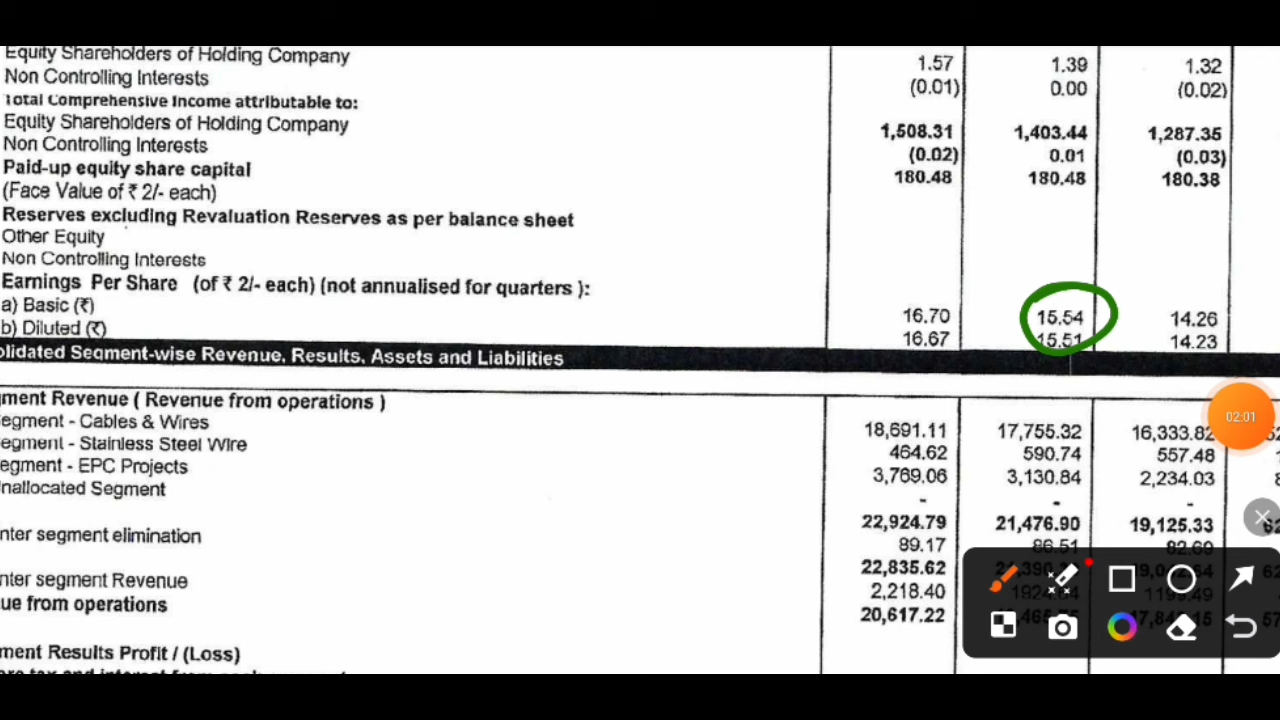 Equity Shareholders of Holding Company 1.57 1.39 1.32
Non Controlling Interests (0.01) 0.00 (0.02)
Total Comprehensive Income attributable to:
Equity Shareholders of Holding Company 1,508.31 1,403.44 1,287.35
Non Controlling Interests (0.02) 0.01 (0.03)
Paid-up equity share capital 180.48 180.48 180.38
(Face Value of ₹ 2/- each)
Reserves excluding Revaluation Reserves as per balance sheet
Other Equity
Non Controlling Interests
Earnings Per Share (of ₹ 2/- each) (not annualised for quarters ):
a) Basic (₹) 16.70 15.54 14.26
b) Diluted (₹) 16.67 15.51 14.23
olidated Segment-wise Revenue, Results, Assets and Liabilities
gment Revenue ( Revenue from operations )
egment - Cables & Wires 18,691.11 17,755.32 16,333.82
egment - Stainless Steel Wire 464.62 590.74 557.48
egment - EPC Projects 3,769.06 3,130.84 2,234.03
nallocated Segment - - -
22,924.79 21,476.90 19,125.33
nter segment elimination 89.17 86.51 82.69
22,835.62
nter segment Revenue 2,218.40
ue from operations 20,617.22
ment Results Profit / (Loss)
02:01